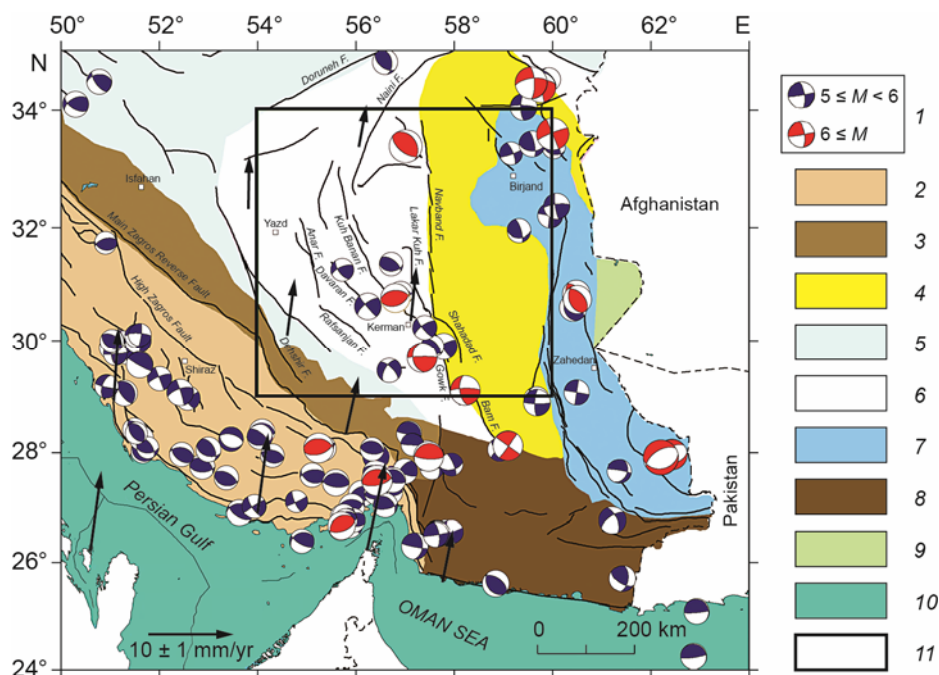 50° 52° 54° 56° 58° 60° 62° E
N
34°
32°
30°
28°
26°
24°
Doruneh F.
Naini F.
Isfahan
Birjand
Afghanistan
Yazd
Navband F.
Lakar Kuh F.
Kuh Banan F.
Anar F.
Davaran F.
Rafsanjan F.
Main Zagros Reverse Fault
High Zagros Fault
Kerman
Shahadad F.
Dehshir F.
Shiraz
Gowk F.
Zahedan
Bam F.
Persian Gulf
Pakistan
OMAN SEA
10 ± 1 mm/yr
0 200 km
5 ≤ M < 6
6 ≤ M
1
2
3
4
5
6
7
8
9
10
11